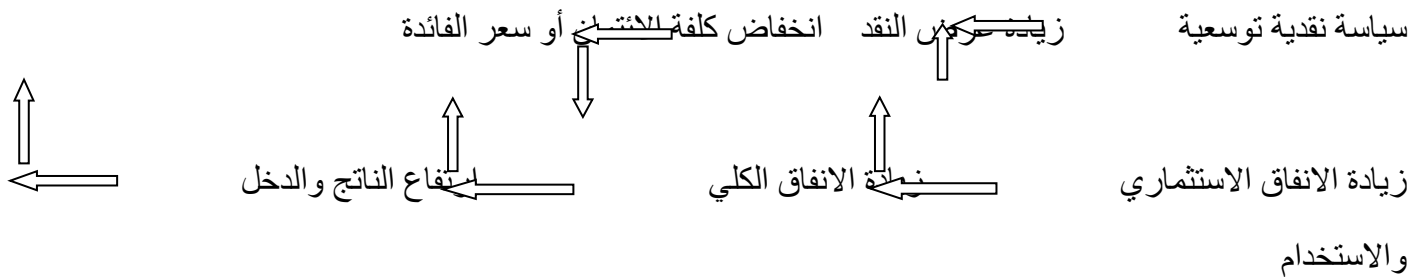 سياسة نقدية توسعية زيادة عرض النقد انخفاض كلفة الائتمان أو سعر الفائدة
زيادة الانفاق الاستثماري زيادة الانفاق الكلي ارتفاع الناتج والدخل
والاستخدام